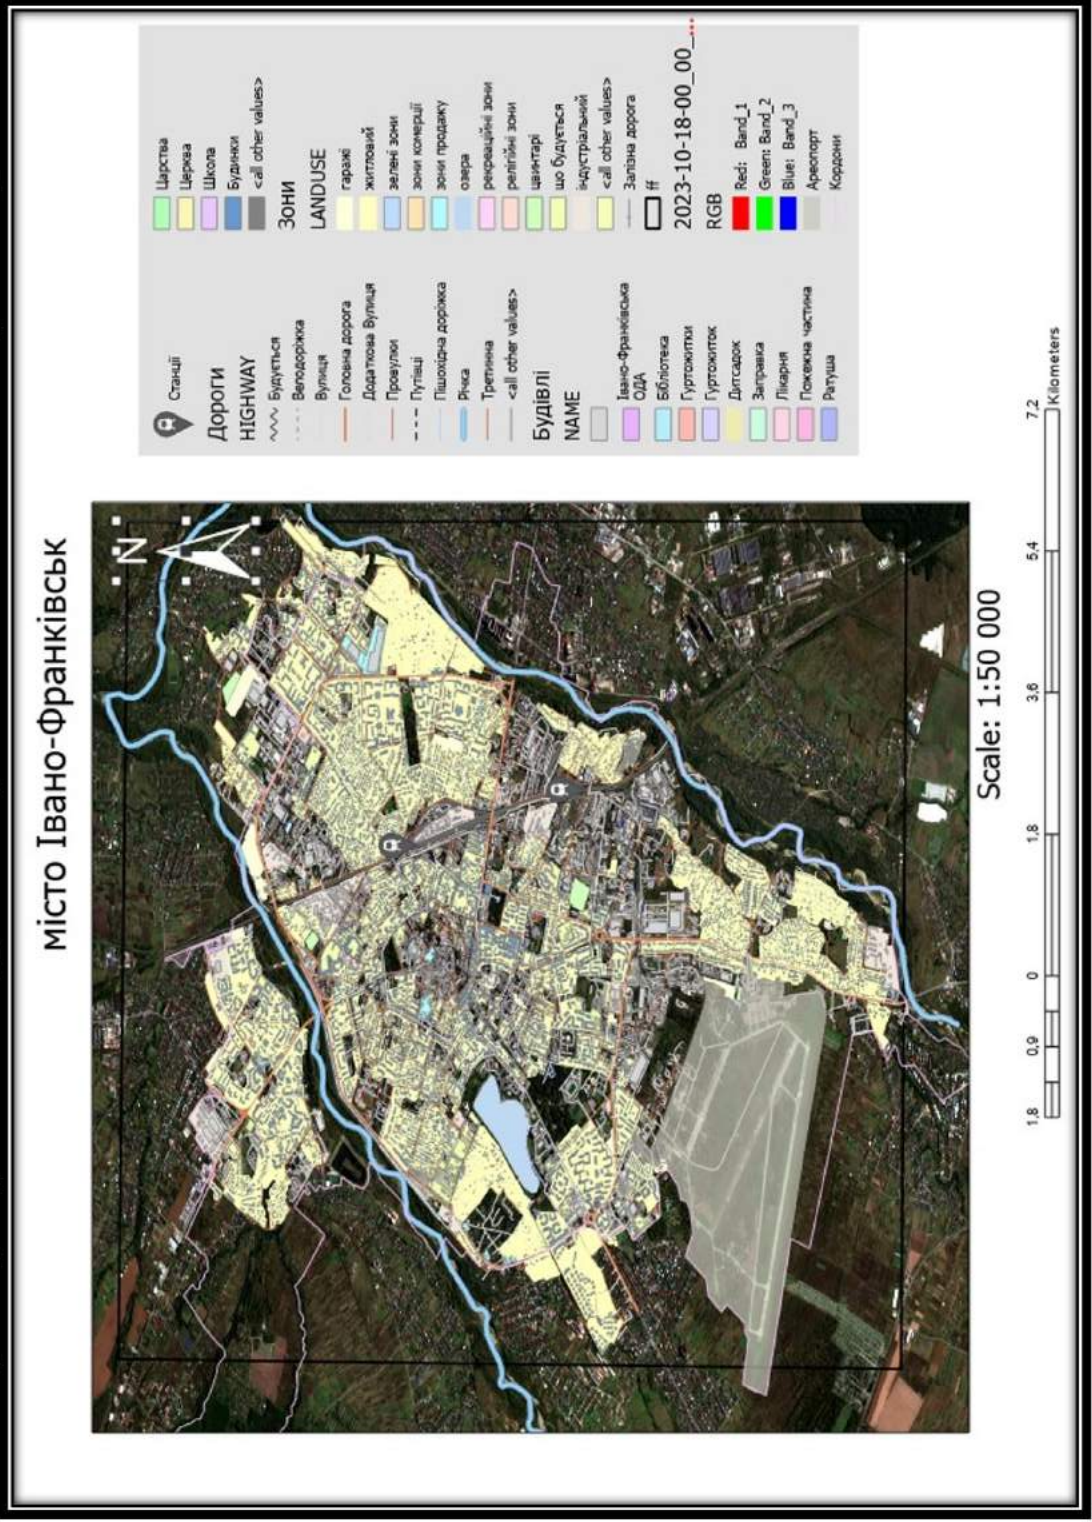 місто Івано-Франківськ
N
Станції
Дороги
HIGHWAY
Будується
Велодоріжка
Вулиця
Головна дорога
Додаткова Вулиця
Провулки
Путівці
Пішохідна доріжка
Річка
Третинна
<all other values>
Будівлі
NAME
Івано-Франківська
ОДА
Бібліотека
Гуртожитки
Гуртожиток
Дитсадок
Заправка
Лікарня
Пожежна частина
Ратуша
Царства
Церква
Школа
Будинки
<all other values>
Зони
LANDUSE
гаражі
житловий
зелені зони
зони комерції
зони продажу
озера
рекреаційні зони
релігійні зони
цвинтарі
що будується
індустріальний
<all other values>
Залізна дорога
ff
2023-10-18-00_00_...
RGB
Red: Band_1
Green: Band_2
Blue: Band_3
Ареопорт
Кордони
Scale: 1:50 000
1,8 0,9 0 1,8 3,6 5,4 7,2
Kilometers